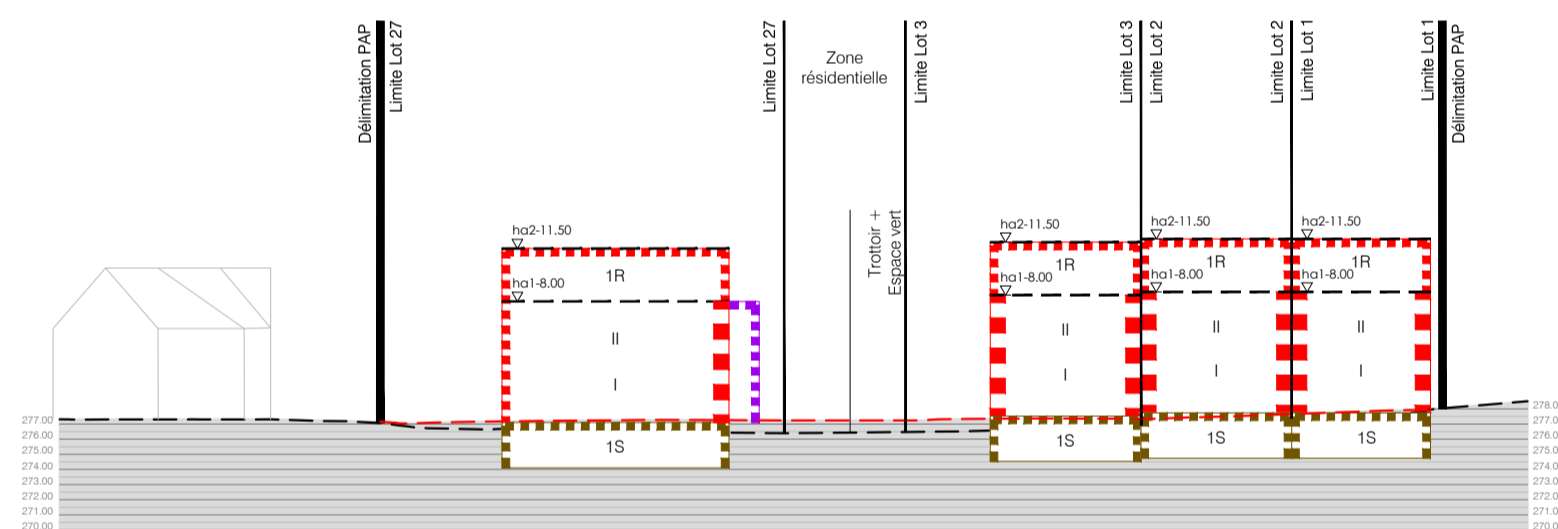 Délimitation PAP
Limite Lot 27
Limite Lot 27
Zone
résidentielle
Limite Lot 3
Limite Lot 3
Limite Lot 2
Limite Lot 2
Limite Lot 1
Limite Lot 1
Délimitation PAP
Trottoir +
Espace vert
ha2-11.50
1R
ha1-8.00
II
I
1S
ha2-11.50
1R
ha1-8.00
II
I
1S
ha2-11.50
1R
ha1-8.00
II
I
1S
ha2-11.50
1R
ha1-8.00
II
I
1S
277.00
276.00
275.00
274.00
273.00
272.00
271.00
270.00
278.0
277.0
276.0
275.0
274.0
273.0
272.0
271.0
270.0